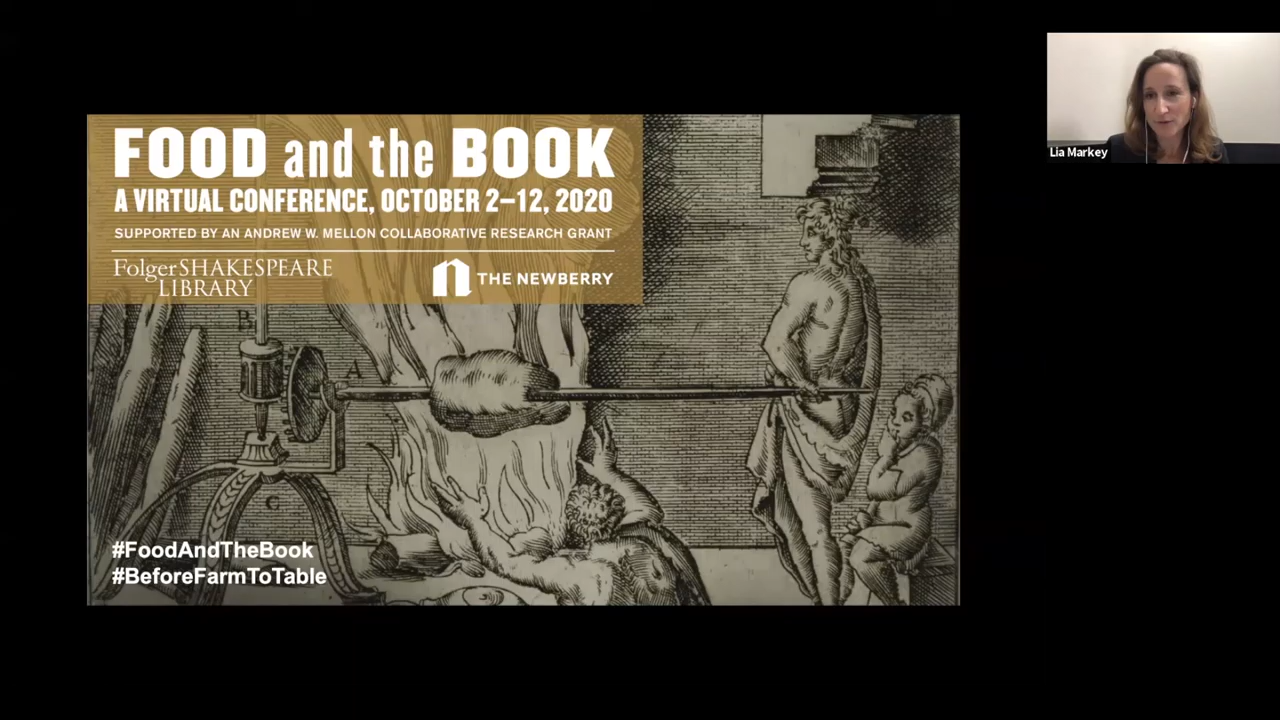 FOOD and the BOOK
A VIRTUAL CONFERENCE, OCTOBER 2–12, 2020
SUPPORTED BY AN ANDREW W. MELLON COLLABORATIVE RESEARCH GRANT
Folger SHAKESPEARE
LIBRARY
THE NEWBERRY
B
A
C
#FoodAndTheBook
#BeforeFarmToTable
Lia Markey